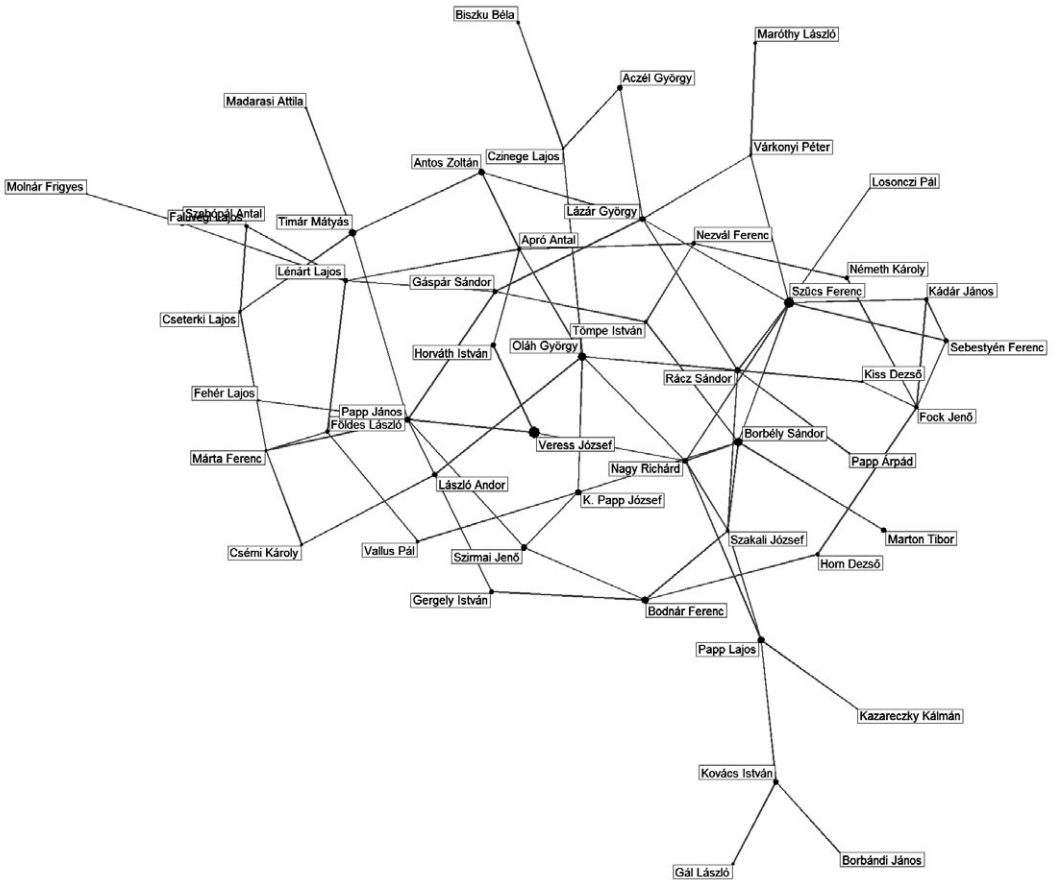 Biszku Béla
Maróthy László
Aczél György
Madarasi Attila
Várkonyi Péter
Czinege Lajos
Antos Zoltán
Losonczi Pál
Molnár Frigyes
Szabópál Antal
Faluvégi Lajos
Lázár György
Timár Mátyás
Nezvál Ferenc
Apró Antal
Németh Károly
Lénárt Lajos
Gáspár Sándor
Szűcs Ferenc
Kádár János
Cseterki Lajos
Tömpe István
Oláh György
Sebestyén Ferenc
Horváth István
Kiss Dezső
Rácz Sándor
Fehér Lajos
Papp János
Fock Jenő
Földes László
Borbély Sándor
Veress József
Márta Ferenc
Papp Árpád
Nagy Richárd
László Andor
K. Papp József
Marton Tibor
Szakali József
Csémi Károly
Vallus Pál
Szirmai Jenő
Horn Dezső
Gergely István
Bodnár Ferenc
Papp Lajos
Kazareczky Kálmán
Kovács István
Borbándi János
Gál László